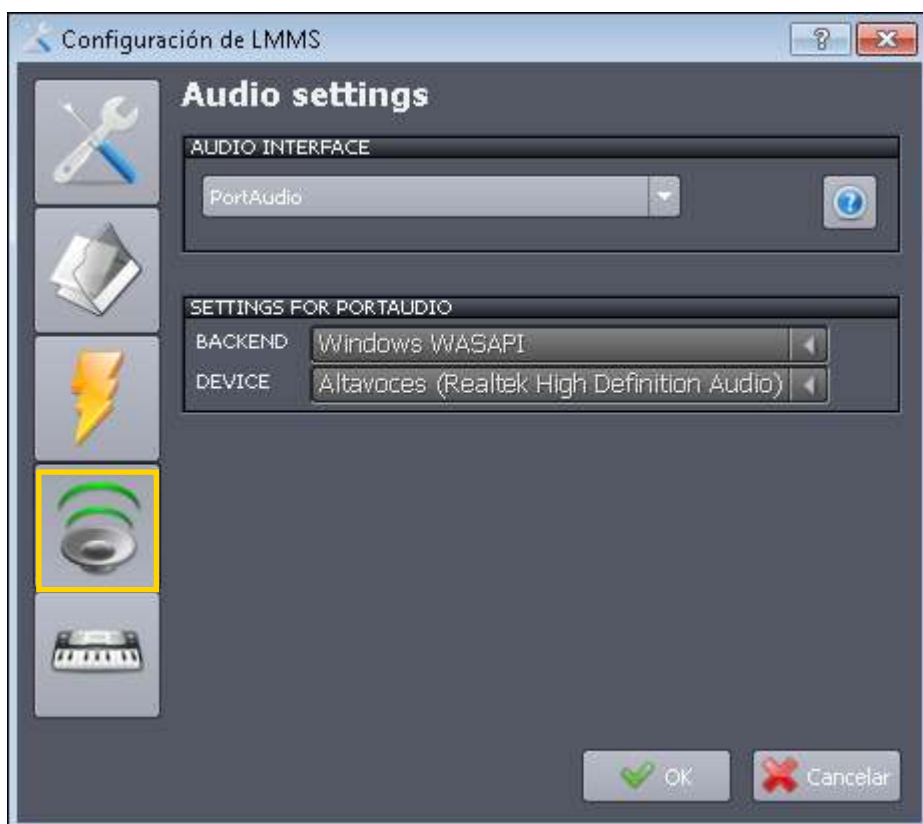 Configuración de LMMS
Audio settings
AUDIO INTERFACE
PortAudio
SETTINGS FOR PORTAUDIO
BACKEND Windows WASAPI
DEVICE Altavoces (Realtek High Definition Audio)
OK Cancelar